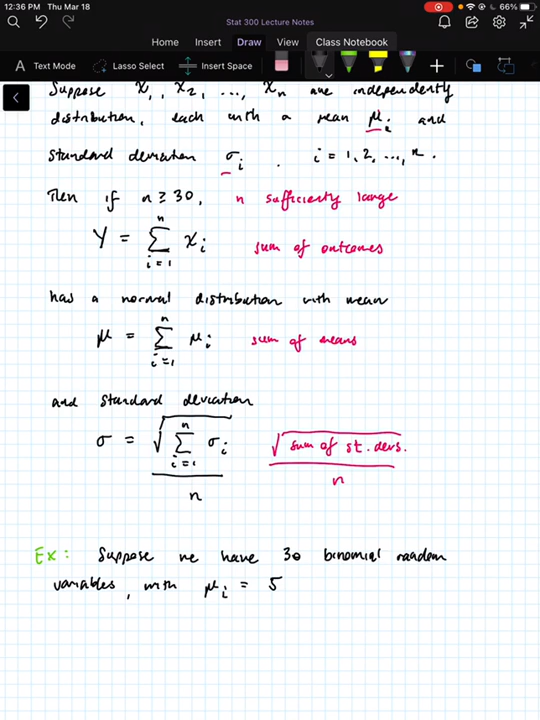 12:36 PM Thu Mar 18
66%
Stat 300 Lecture Notes
Home Insert Draw View Class Notebook
A Text Mode Lasso Select Insert Space
Suppose X₁, X₂, ..., Xₙ are independently
distribution, each with a mean μᵢ and
standard deviation σᵢ . i = 1, 2, ..., n.
Then if n ≥ 30, n sufficiently large
n
Y = Σ Xᵢ sum of outcomes
i=1
has a normal distribution with mean
n
μ = Σ μᵢ sum of means
i=1
and standard deviation
n
σ = √Σ σᵢ √sum of st. devs.
i=1
n n
Ex: Suppose we have 30 binomial random
variables, with μᵢ = 5